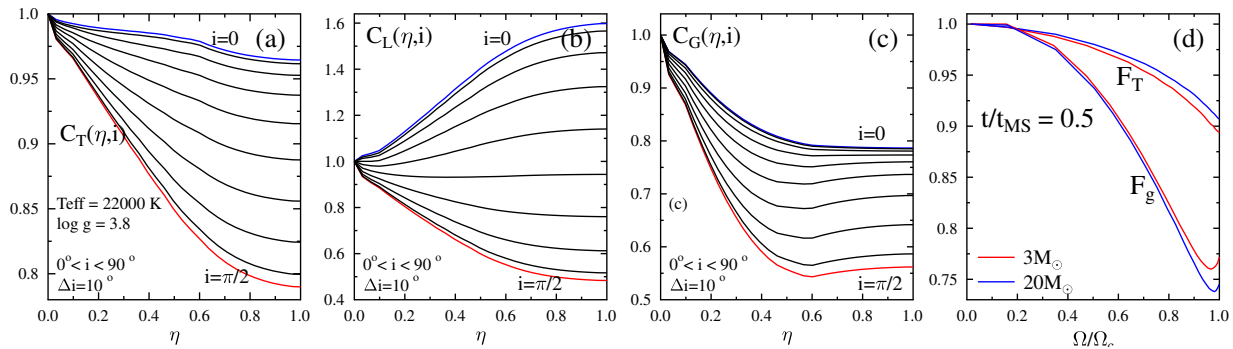 1.0
0.95
0.9
0.85
0.8
i=0
(a)
C_T(η,i)
Teff = 22000 K
log g = 3.8
0°< i < 90°
Δi=10°
i=π/2
0.0 0.2 0.4 0.6 0.8 1.0
η
1.6
1.4
1.2
1.0
0.8
0.6
0.4
C_L(η,i)
i=0
(b)
0°< i < 90°
Δi=10°
i=π/2
0.0 0.2 0.4 0.6 0.8 1.0
η
1.0
0.9
0.8
0.7
0.6
0.5
C_G(η,i)
(c)
i=0
(c)
0°< i < 90°
Δi=10°
i=π/2
0.0 0.2 0.4 0.6 0.8 1.0
η
1.0
0.95
0.9
0.85
0.8
0.75
(d)
F_T
t/t_MS = 0.5
F_g
3M_⊙
20M_⊙
0.0 0.2 0.4 0.6 0.8 1.0
Ω/Ω_c